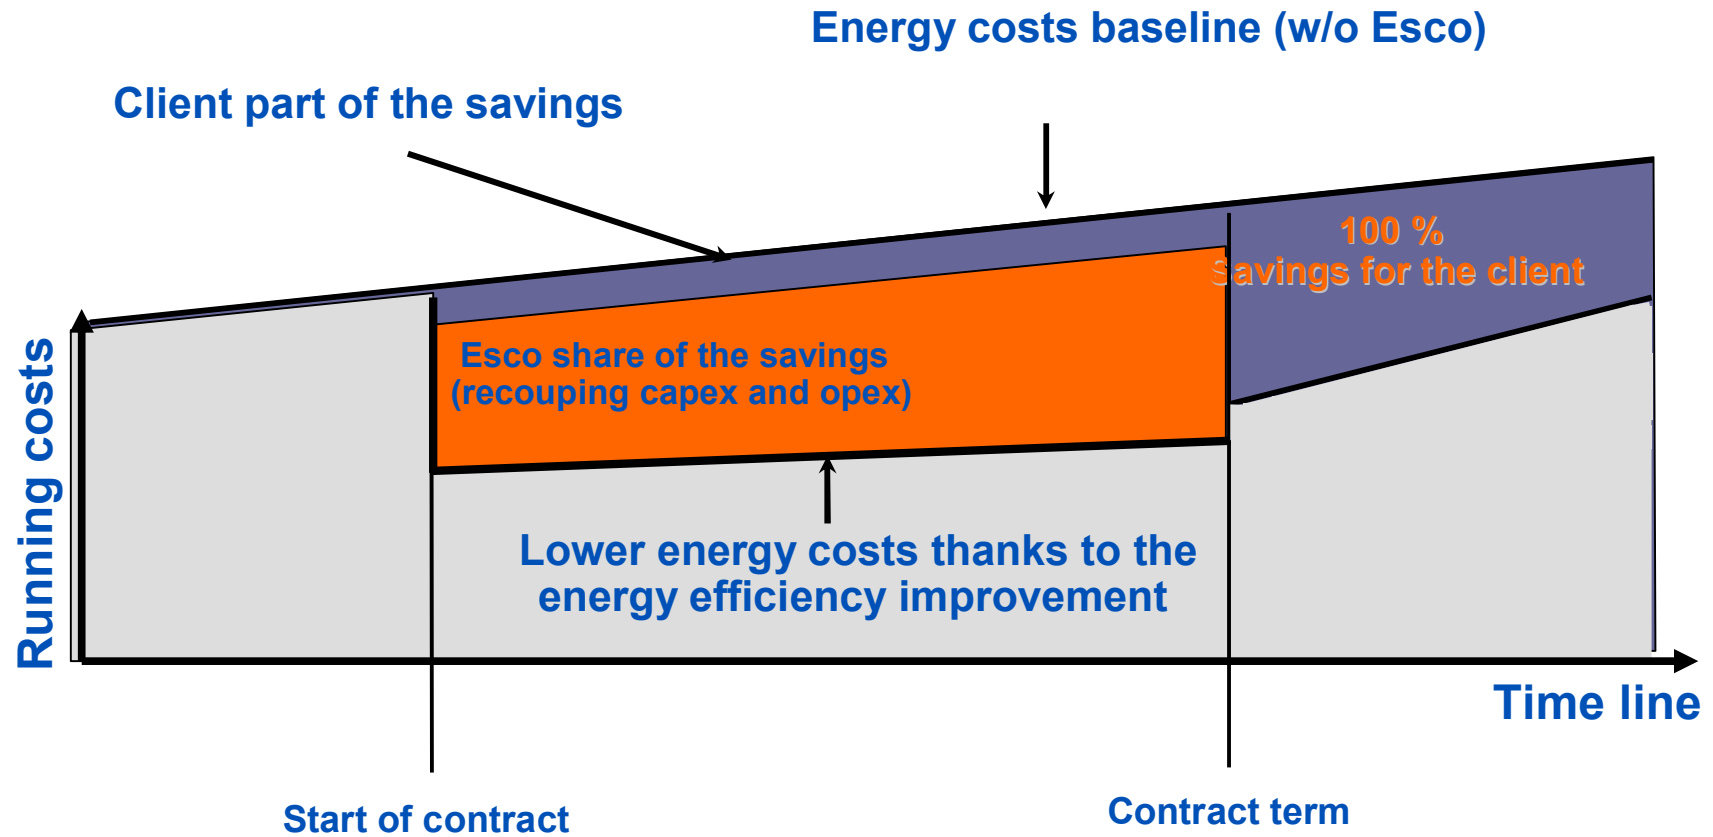 Energy costs baseline (w/o Esco)
Client part of the savings
100 %
Savings for the client
Esco share of the savings
(recouping capex and opex)
Lower energy costs thanks to the
energy efficiency improvement
Running costs
Time line
Start of contract
Contract term